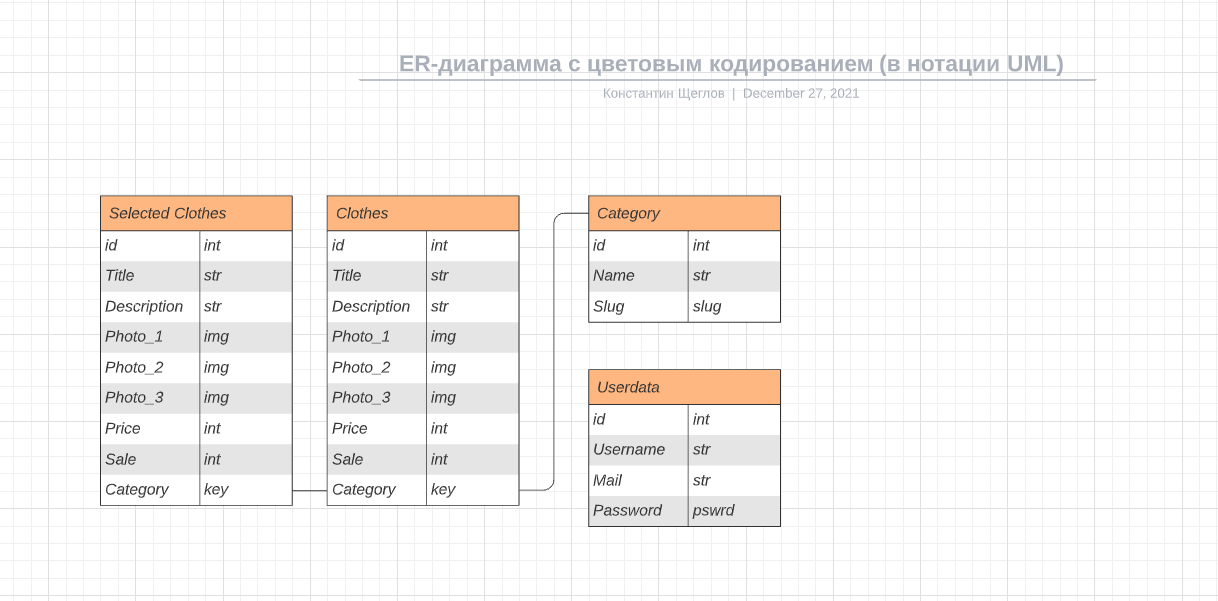 ER-диаграмма с цветовым кодированием (в нотации UML)
Константин Щеглов | December 27, 2021
Selected Clothes
id int
Title str
Description str
Photo_1 img
Photo_2 img
Photo_3 img
Price int
Sale int
Category key
Clothes
id int
Title str
Description str
Photo_1 img
Photo_2 img
Photo_3 img
Price int
Sale int
Category key
Category
id int
Name str
Slug slug
Userdata
id int
Username str
Mail str
Password pswrd